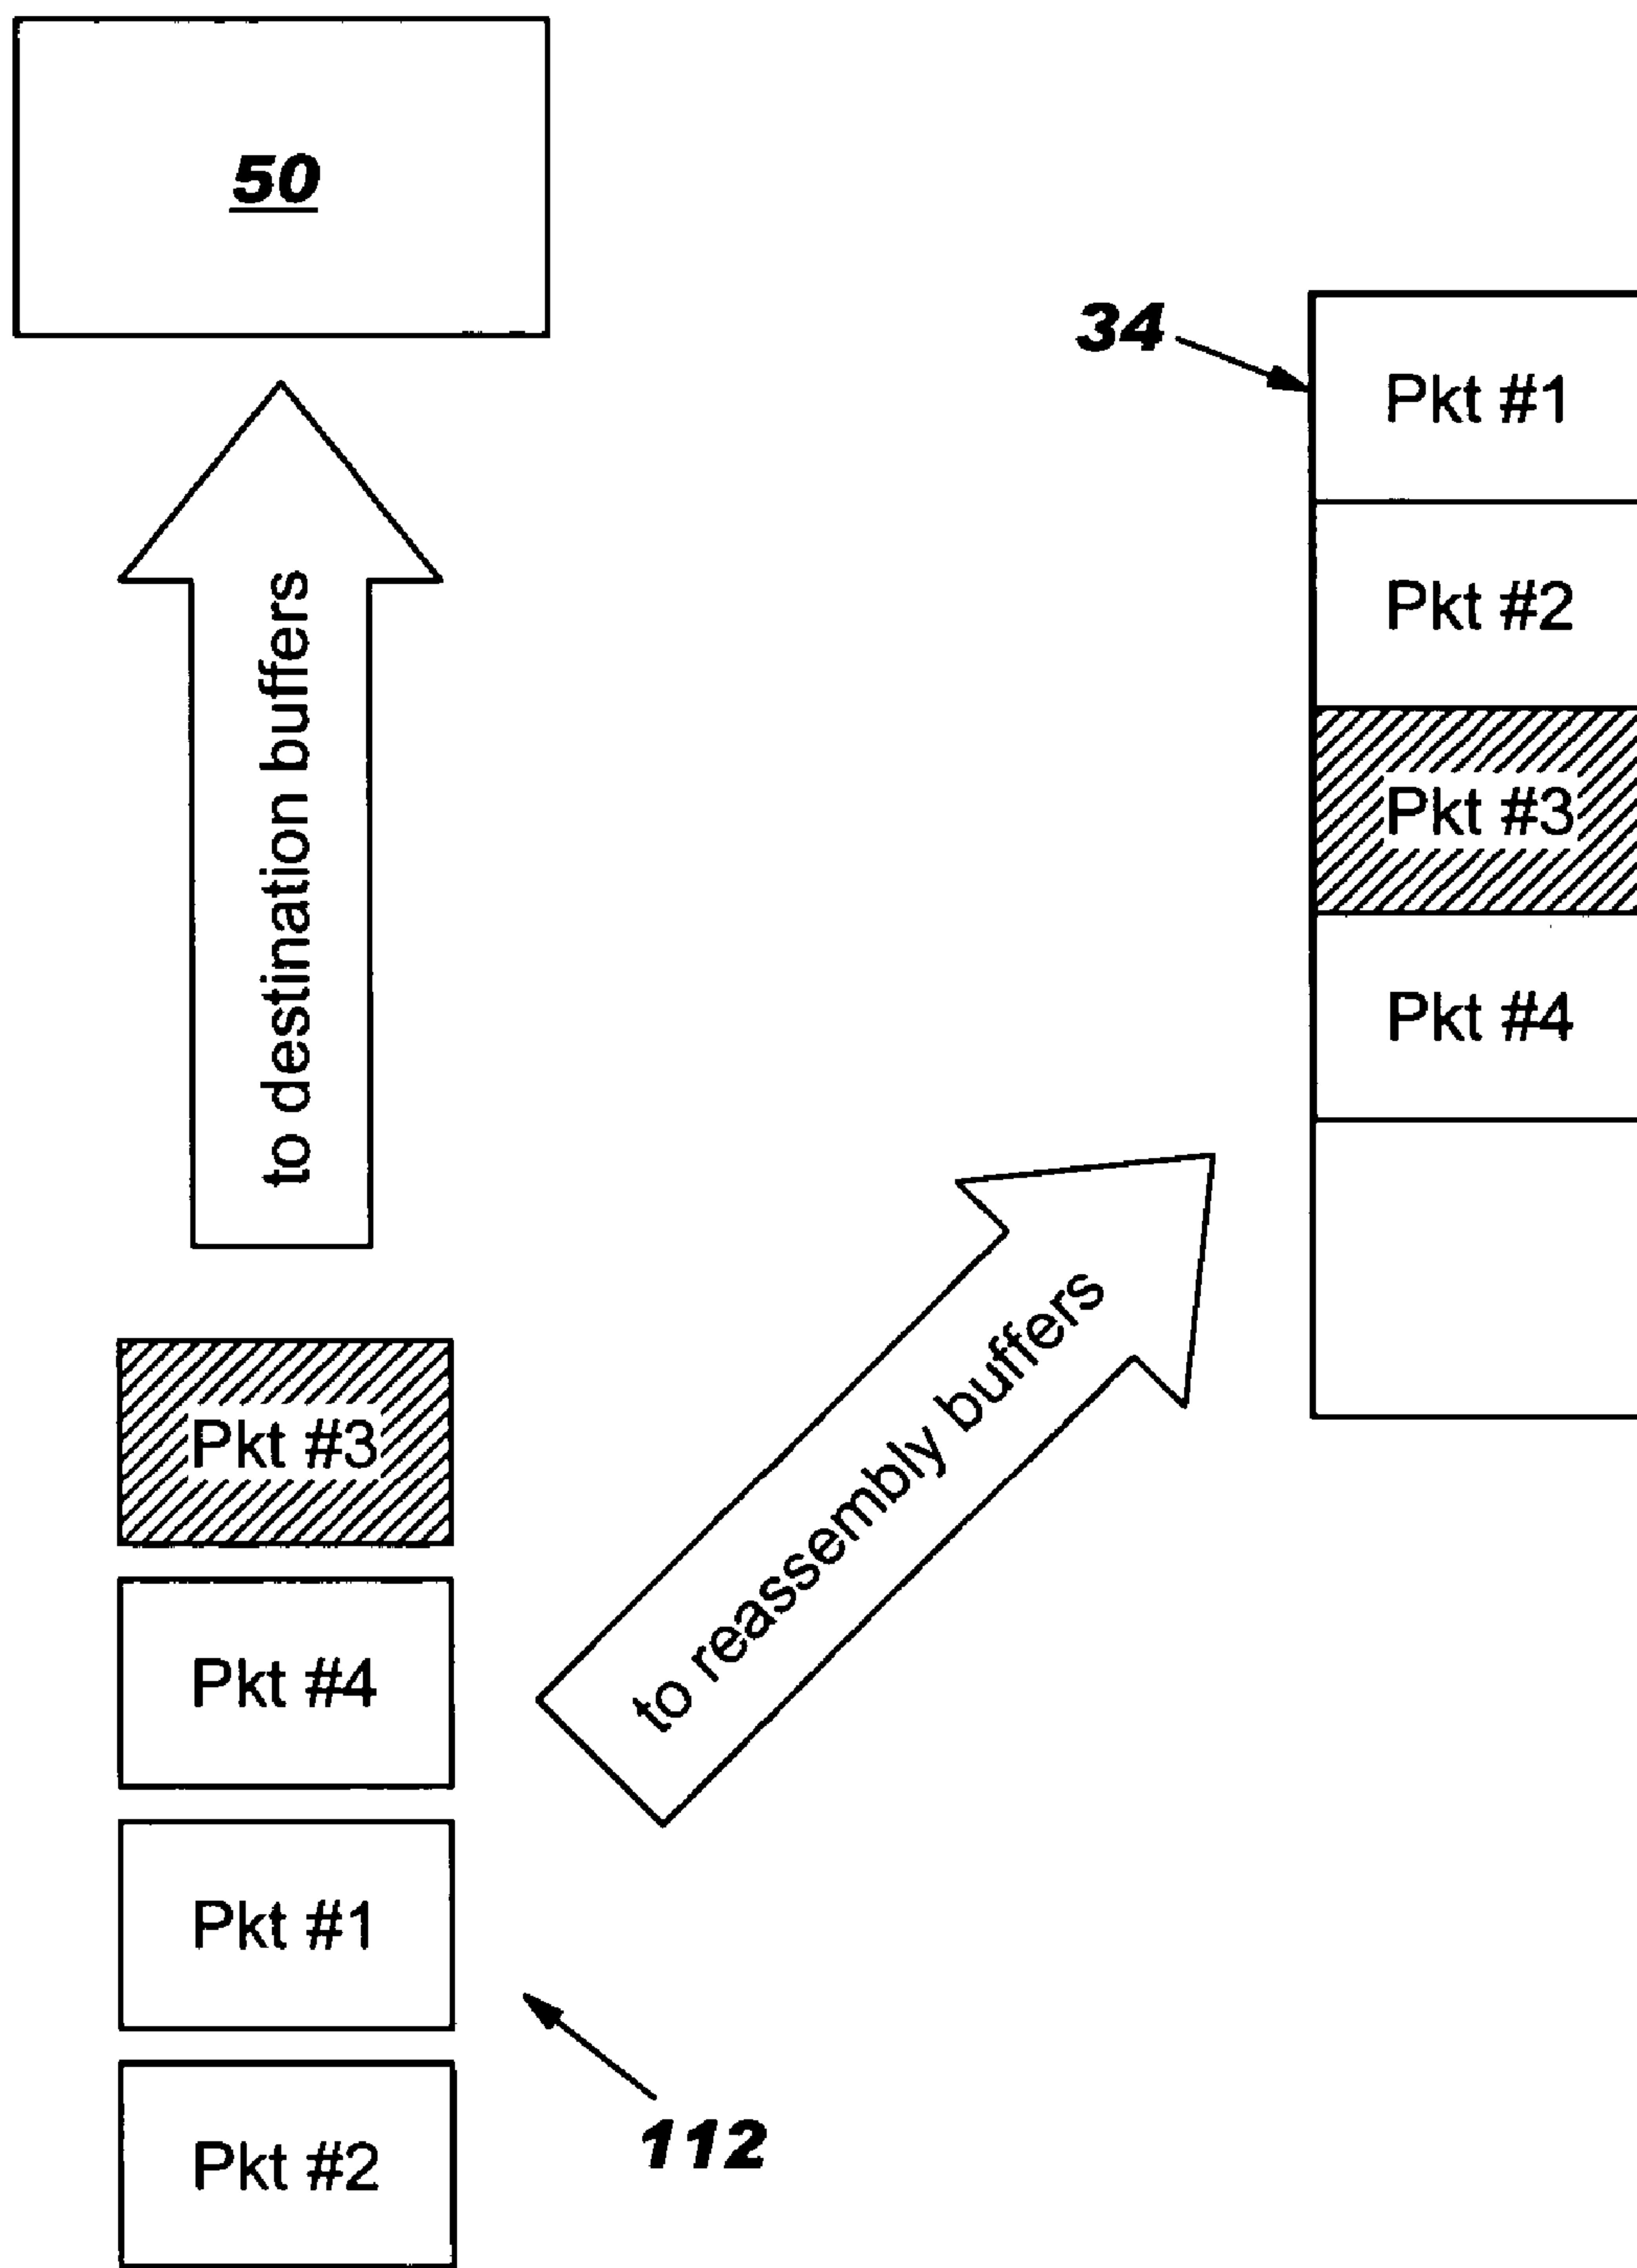 50
34
Pkt #1
Pkt #2
Pkt #3
Pkt #4
to destination buffers
to reassembly buffers
Pkt #3
Pkt #4
Pkt #1
Pkt #2
112